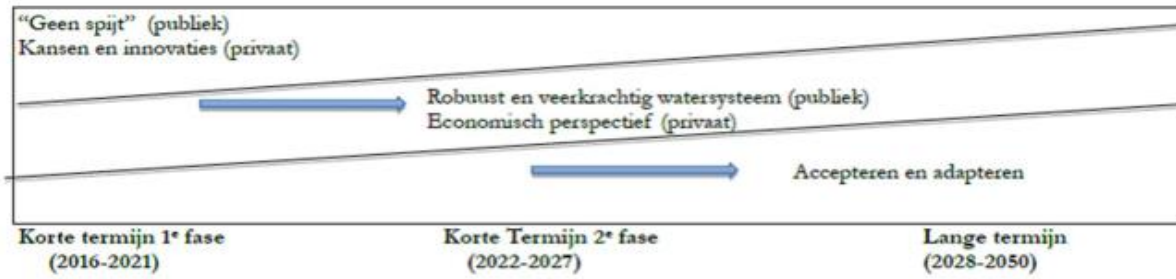 “Geen spijt” (publiek)
Kansen en innovaties (privaat)
Robuust en veerkrachtig watersysteem (publiek)
Economisch perspectief (privaat)
Accepteren en adapteren
Korte termijn 1e fase
(2016-2021)
Korte Termijn 2e fase
(2022-2027)
Lange termijn
(2028-2050)